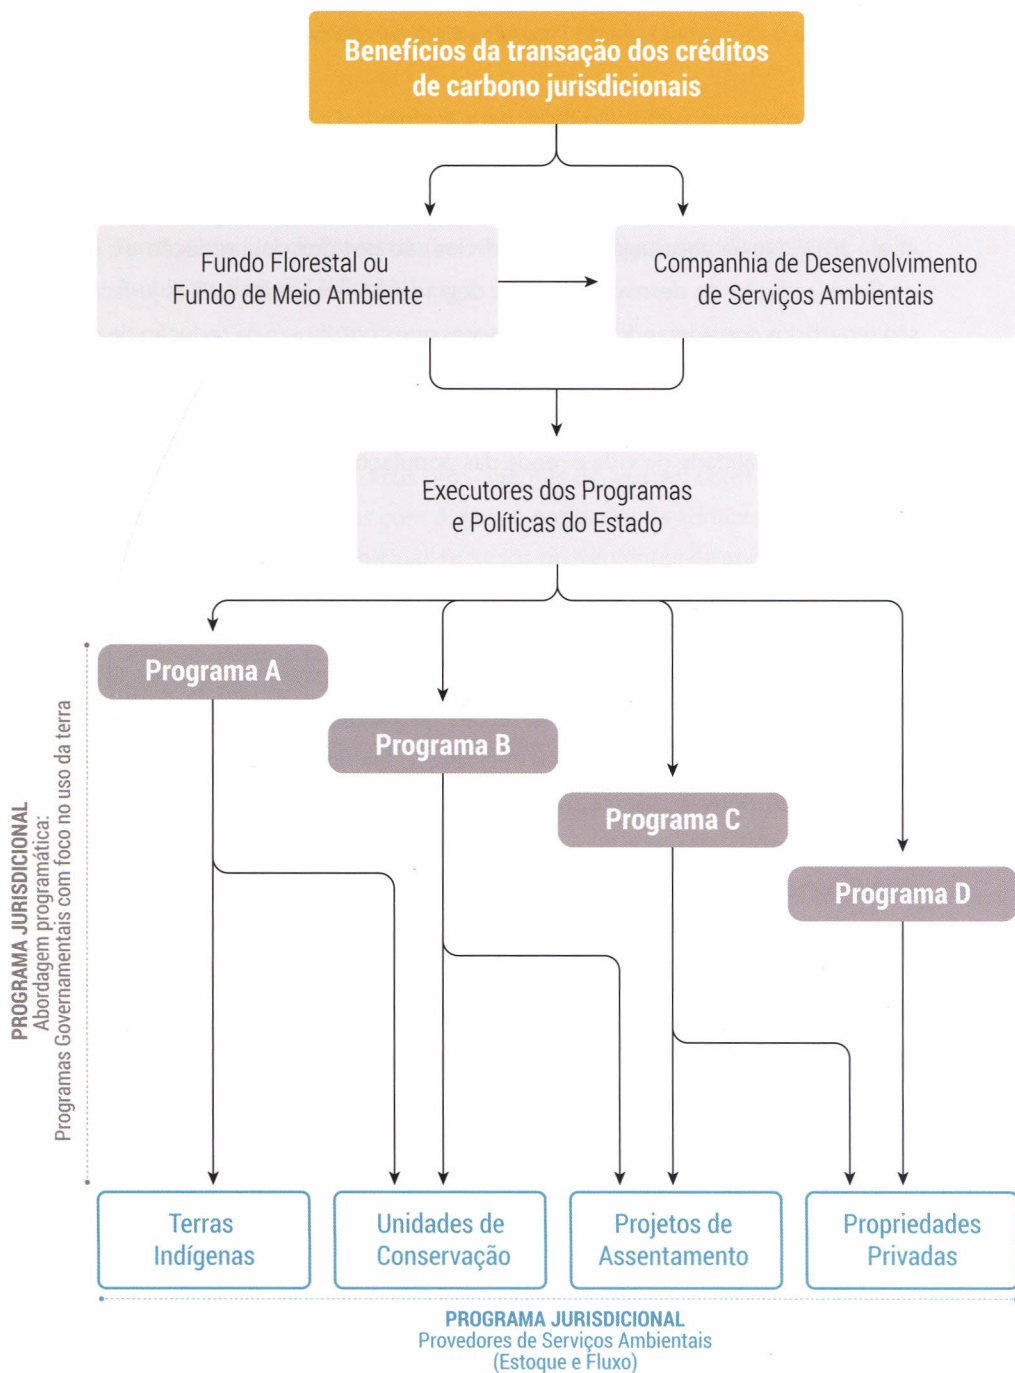 Benefícios da transação dos créditos
de carbono jurisdicionais
Fundo Florestal ou
Fundo de Meio Ambiente
Companhia de Desenvolvimento
de Serviços Ambientais
Executores dos Programas
e Políticas do Estado
Programa A
Programa B
Programa C
Programa D
PROGRAMA JURISDICIONAL
Abordagem programática:
Programas Governamentais com foco no uso da terra
Terras
Indígenas
Unidades de
Conservação
Projetos de
Assentamento
Propriedades
Privadas
PROGRAMA JURISDICIONAL
Provedores de Serviços Ambientais
(Estoque e Fluxo)